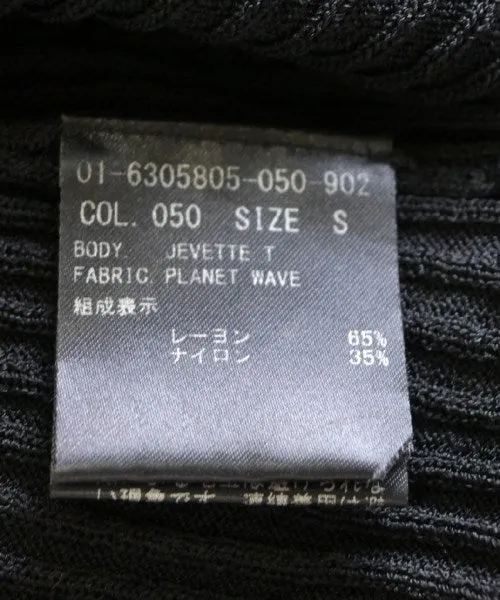 01-6305805-050-902
COL. 050 SIZE S
BODY. JEVETTE T
FABRIC. PLANET WAVE
組成表示
レーヨン 65%
ナイロン 35%